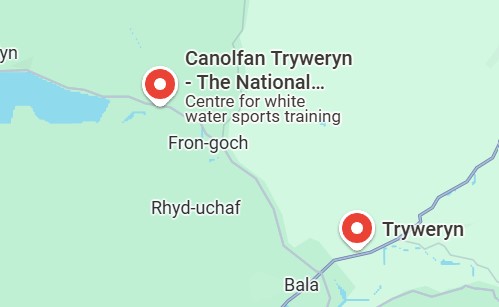 yn
Canolfan Tryweryn
- The National...
Centre for white
water sports training
Fron-goch
Rhyd-uchaf
Tryweryn
Bala